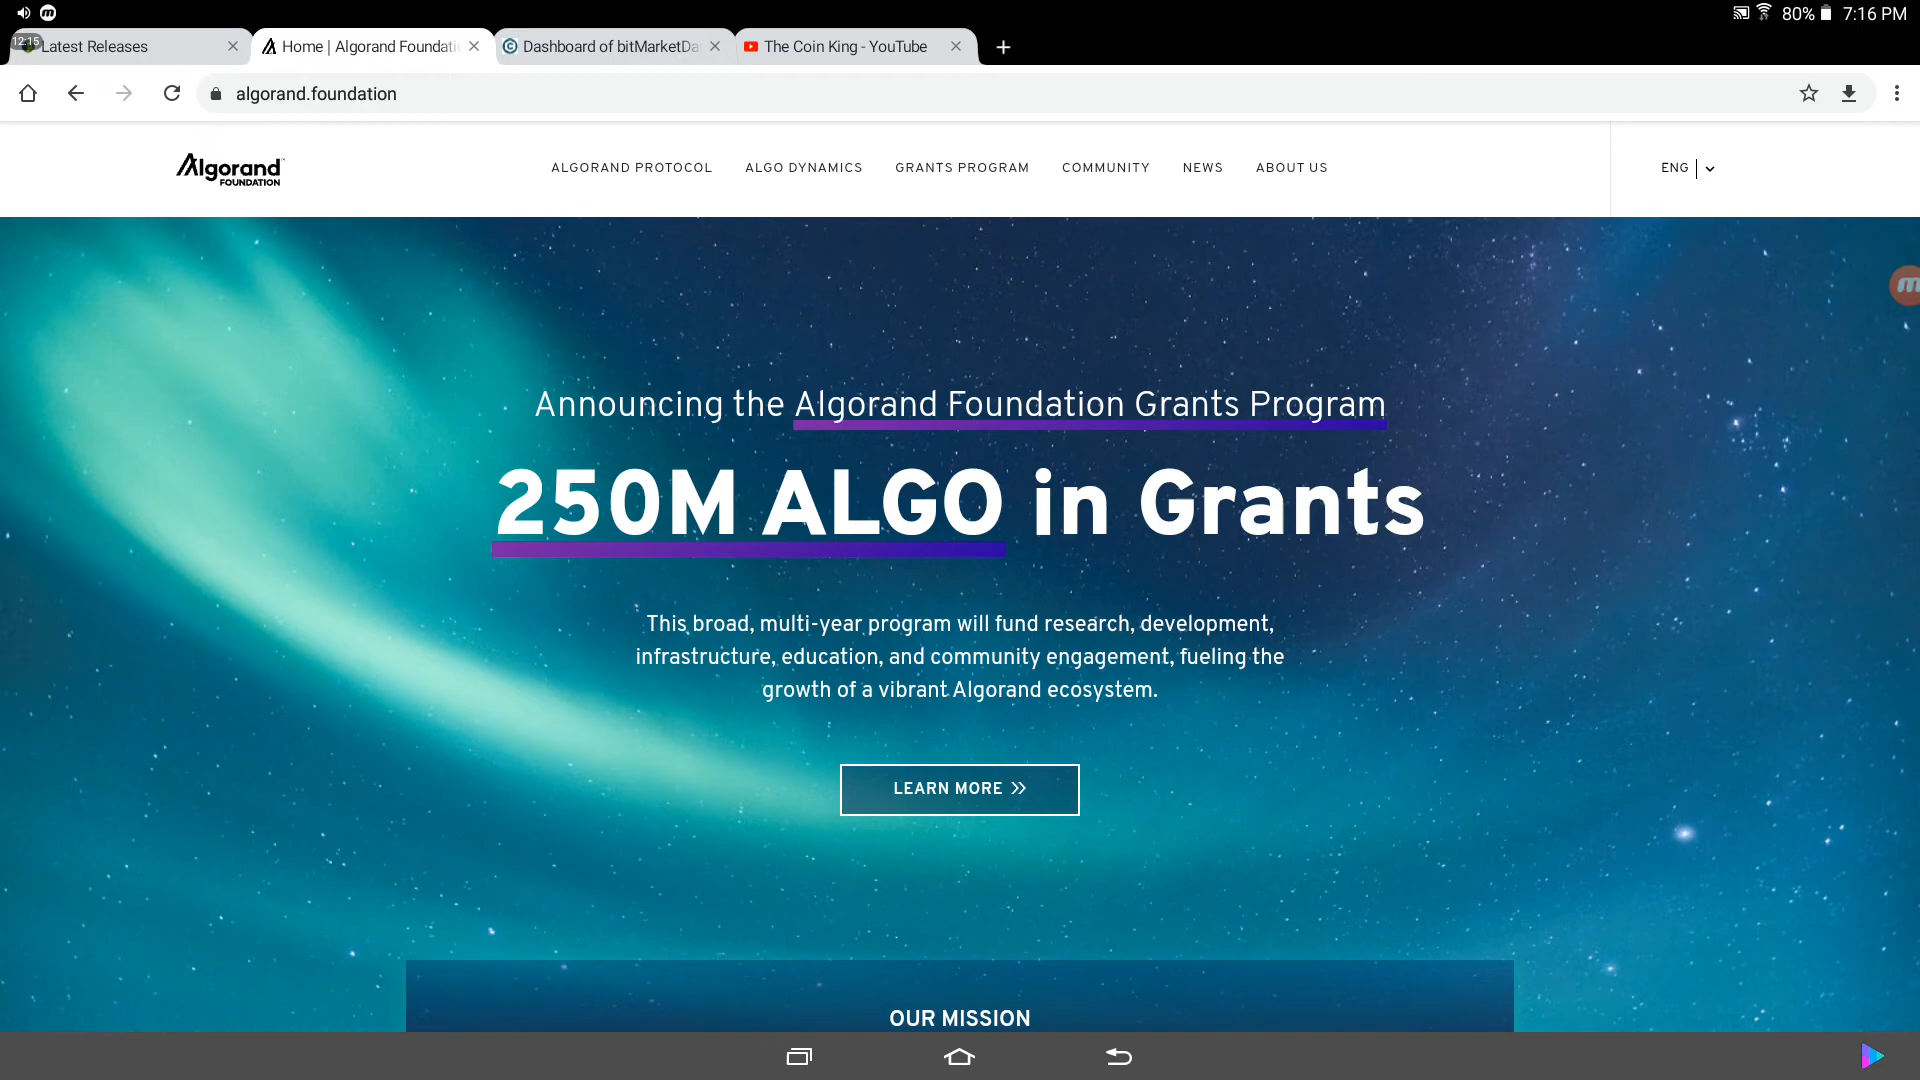 80% 7:16 PM
12:15
Latest Releases
Home | Algorand Foundati
Dashboard of bitMarketDa
The Coin King - YouTube
algorand.foundation
Algorand
FOUNDATION
ALGORAND PROTOCOL
ALGO DYNAMICS
GRANTS PROGRAM
COMMUNITY
NEWS
ABOUT US
ENG
Announcing the Algorand Foundation Grants Program
250M ALGO in Grants
This broad, multi-year program will fund research, development,
infrastructure, education, and community engagement, fueling the
growth of a vibrant Algorand ecosystem.
LEARN MORE
OUR MISSION